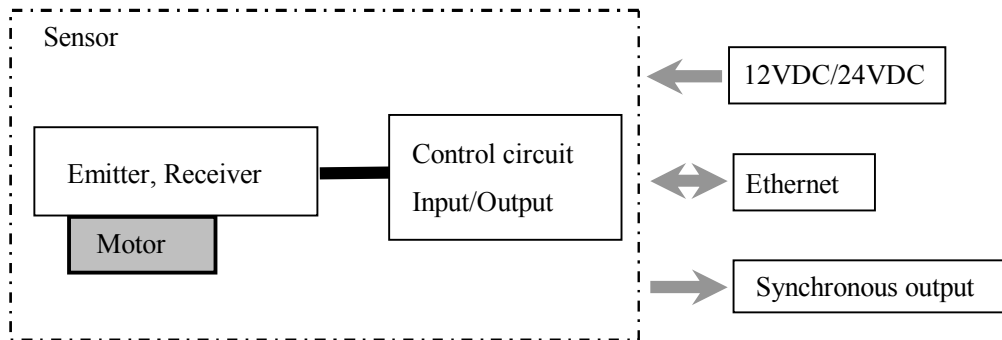 Sensor
12VDC/24VDC
Emitter, Receiver
Control circuit
Input/Output
Ethernet
Motor
Synchronous output